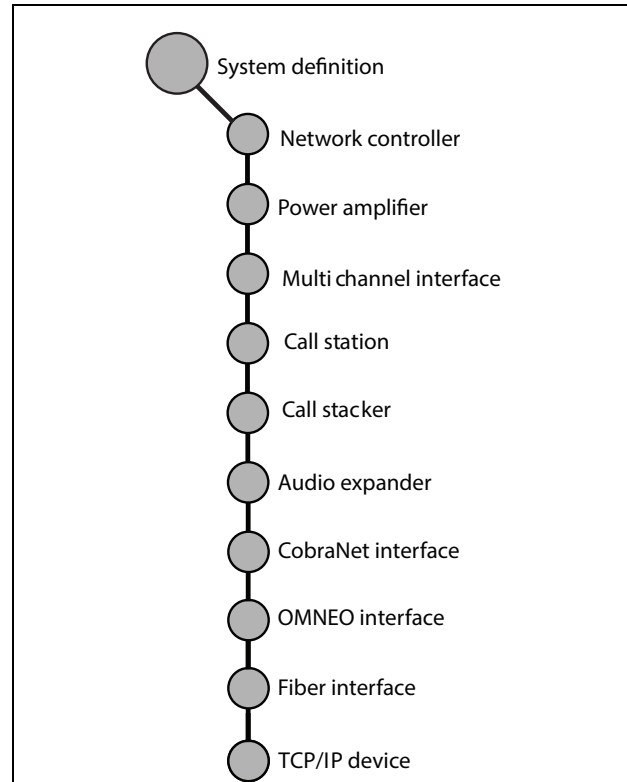 System definition
Network controller
Power amplifier
Multi channel interface
Call station
Call stacker
Audio expander
CobraNet interface
OMNEO interface
Fiber interface
TCP/IP device